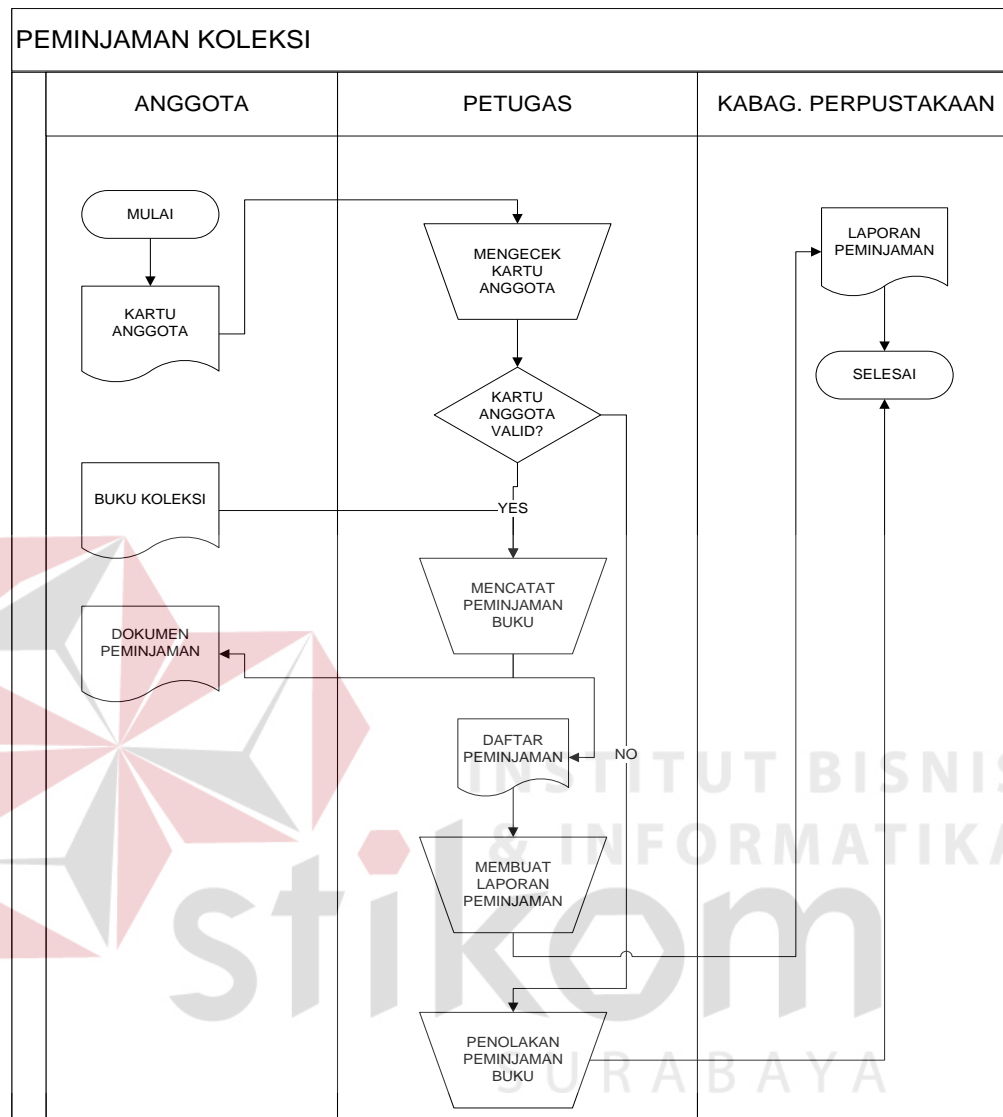 PEMINJAMAN KOLEKSI
ANGGOTA
PETUGAS
KABAG. PERPUSTAKAAN
MULAI
KARTU
ANGGOTA
MENGECEK
KARTU
ANGGOTA
KARTU
ANGGOTA
VALID?
LAPORAN
PEMINJAMAN
SELESAI
BUKU KOLEKSI
YES
MENCATAT
PEMINJAMAN
BUKU
DOKUMEN
PEMINJAMAN
DAFTAR
PEMINJAMAN
NO
MEMBUAT
LAPORAN
PEMINJAMAN
PENOLAKAN
PEMINJAMAN
BUKU
INSTITUT BISNIS
& INFORMATIKA
stikom
SURABAYA